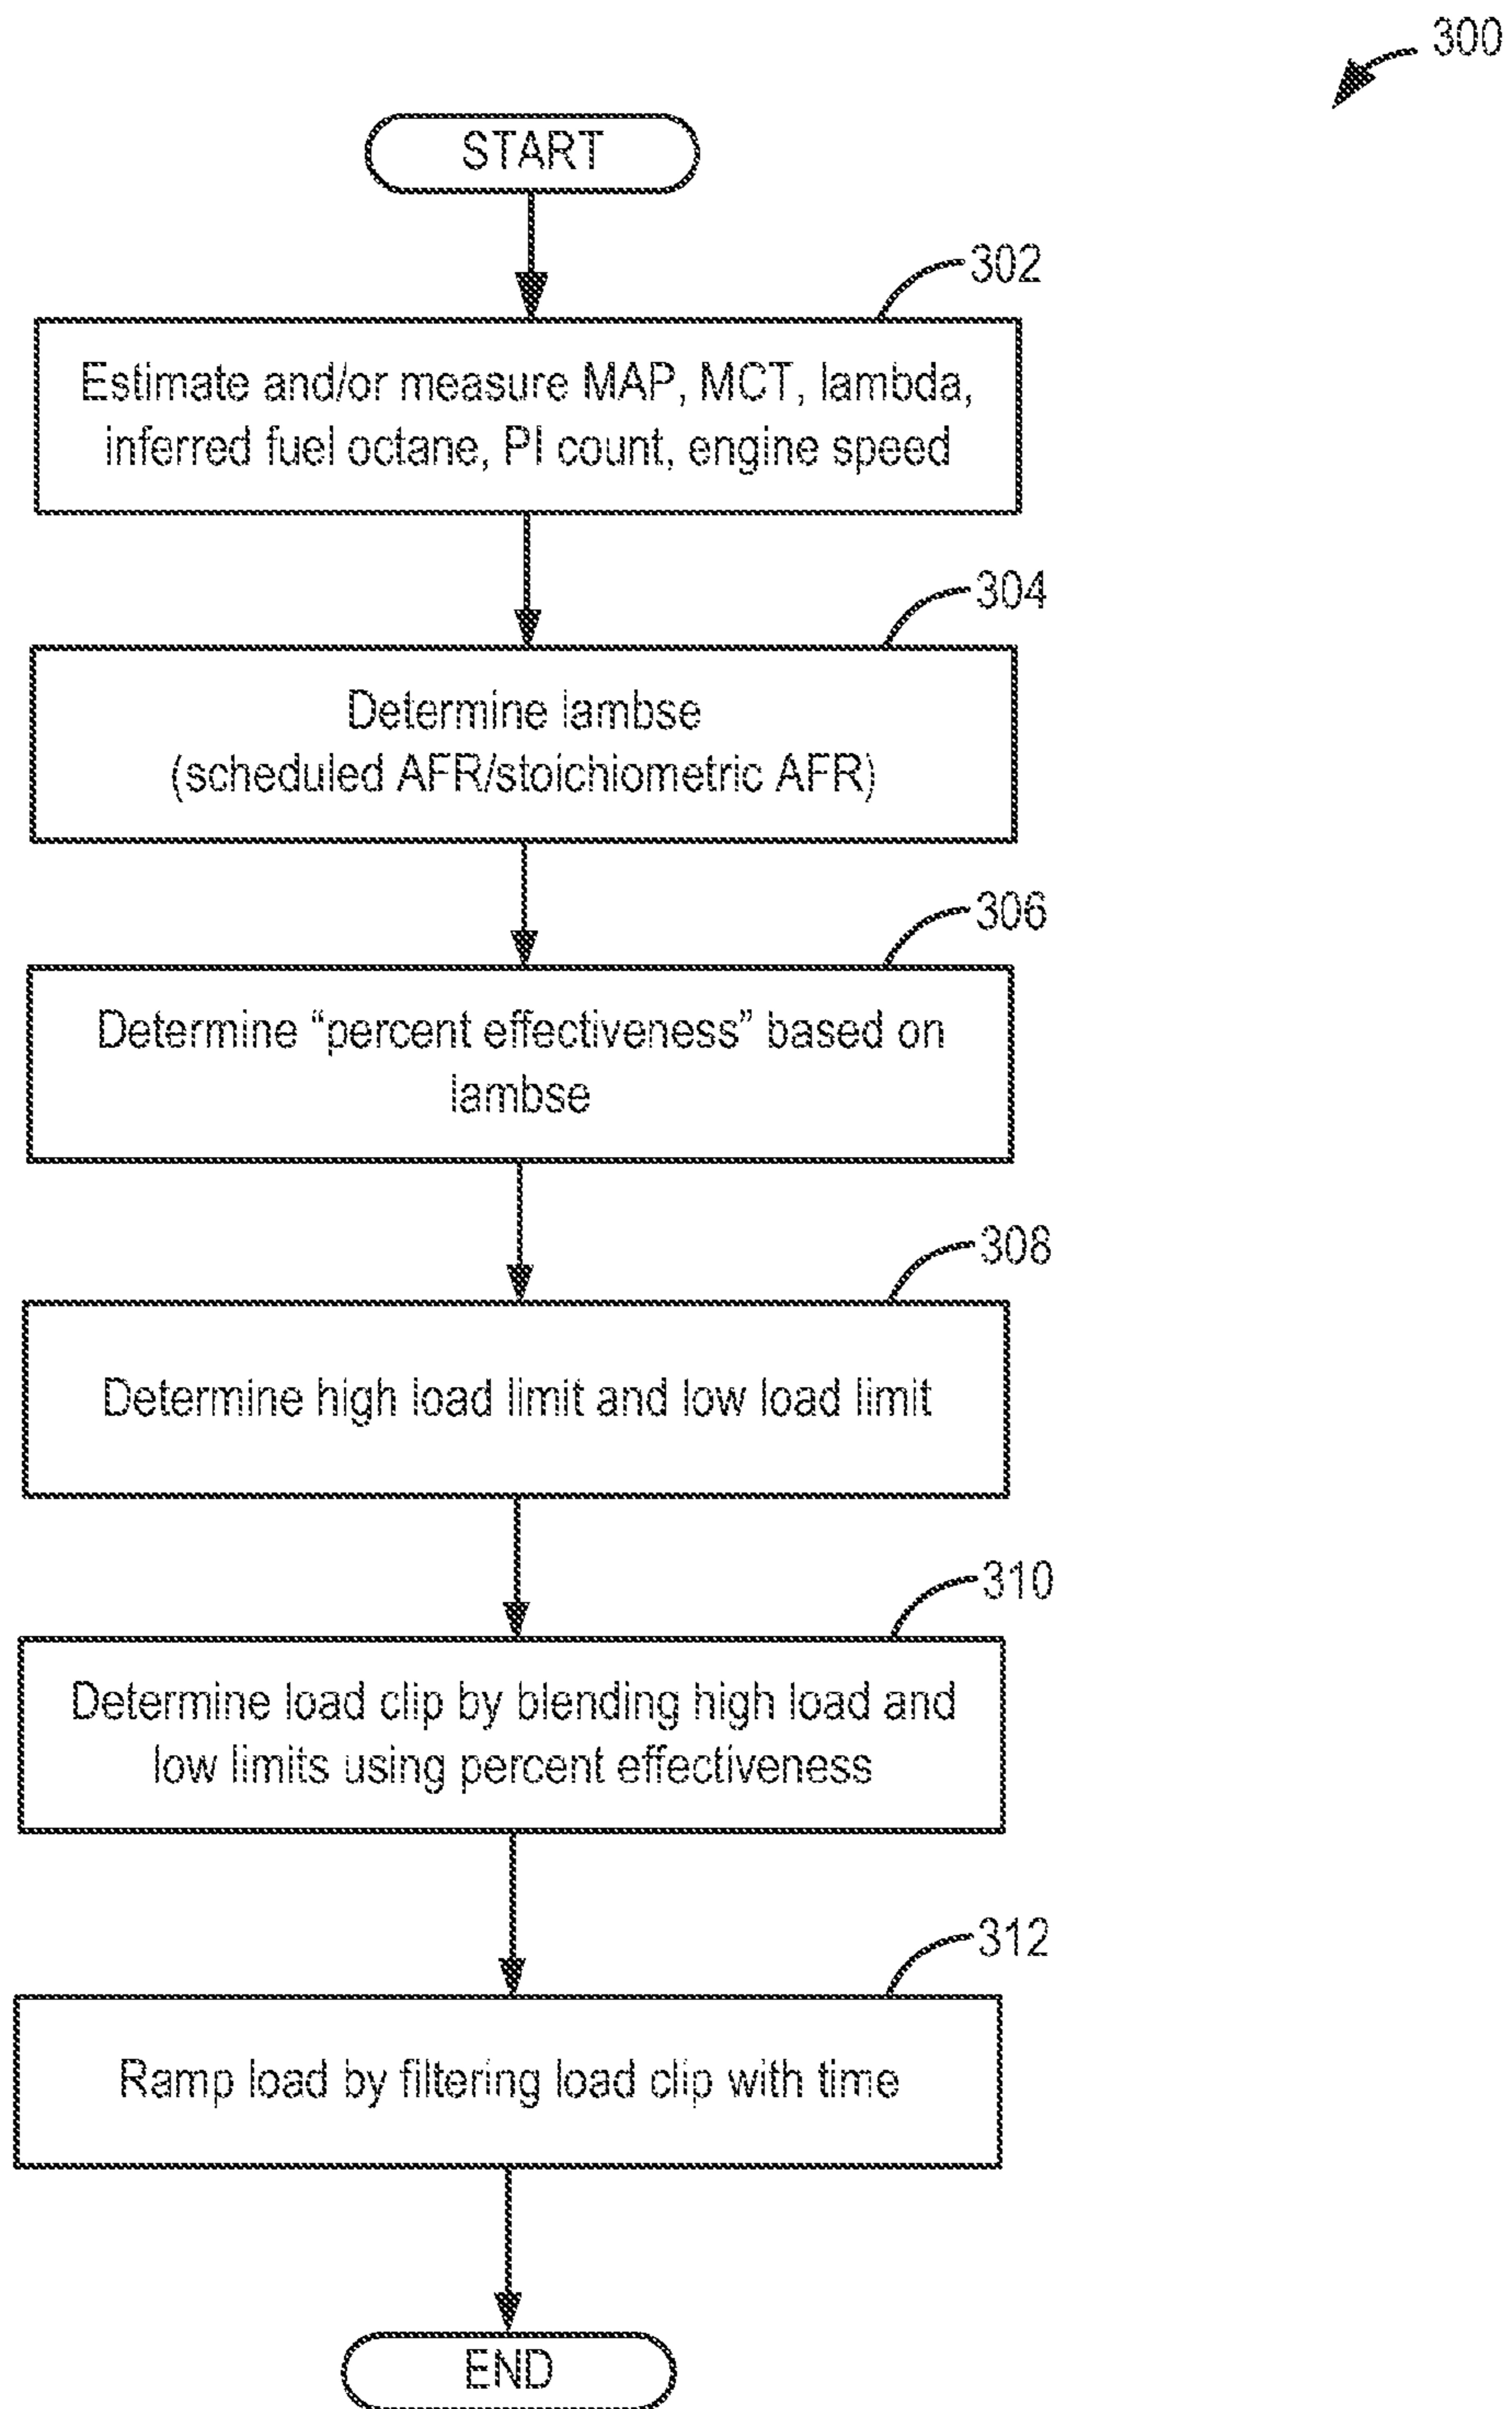 300
START
302
Estimate and/or measure MAP, MCT, lambda,
inferred fuel octane, PI count, engine speed
304
Determine lambse
(scheduled AFR/stoichiometric AFR)
306
Determine “percent effectiveness” based on
lambse
308
Determine high load limit and low load limit
310
Determine load clip by blending high load and
low limits using percent effectiveness
312
Ramp load by filtering load clip with time
END